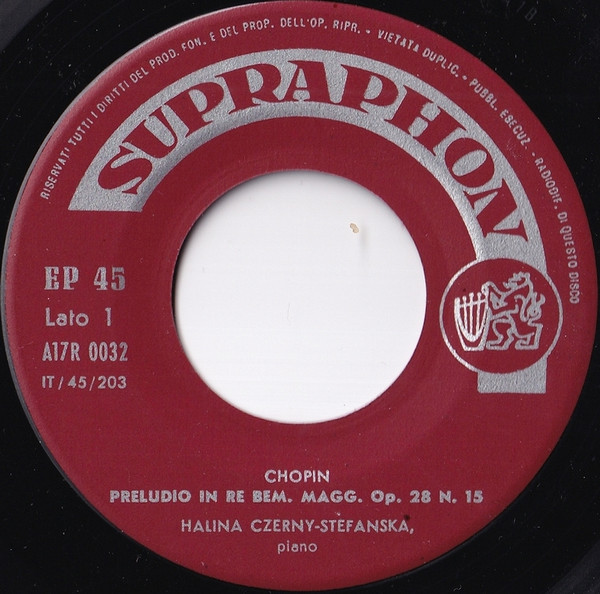 RISERVATI TUTTI I DIRITTI DEL PROD. FON. E DEL PROP. DELL'OP. RIPR. - VIETATA DUPLIC. - PUBBL. ESECUZ. - RADIODIF. DI QUESTO DISCO
SUPRAPHON
EP 45
Lato 1
A17R 0032
IT/45/203
CHOPIN
PRELUDIO IN RE BEM. MAGG. Op. 28 N. 15
HALINA CZERNY-STEFANSKA,
piano